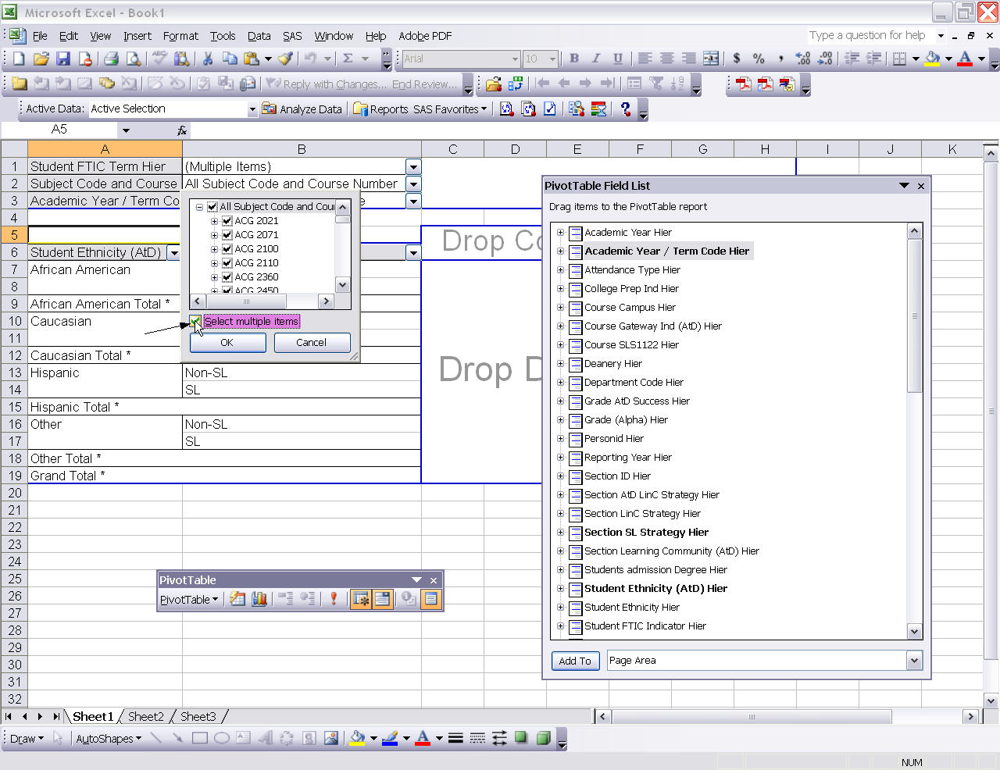 Microsoft Excel - Book1
File Edit View Insert Format Tools Data SAS Window Help Adobe PDF Type a question for help
Arial 10 B I U $ % , .00
Reply with Changes... End Review...
Active Data: Active Selection Analyze Data Reports SAS Favorites
A5 fx
A B C D E F G H I J K
1 Student FTIC Term Hier (Multiple Items)
2 Subject Code and Course All Subject Code and Course Number
3 Academic Year / Term Co
4
5 Drop Co
6 Student Ethnicity (AtD)
7 African American
8
9 African American Total *
10 Caucasian
11
12 Caucasian Total *
13 Hispanic Non-SL
14 SL
15 Hispanic Total *
16 Other Non-SL
17 SL
18 Other Total *
19 Grand Total *
20
21
22
23
24
25
26
27
28
29
30
31
32
Drop D
All Subject Code and Cour
ACG 2021
ACG 2071
ACG 2100
ACG 2110
ACG 2360
ACG 2450
Select multiple items
OK Cancel
PivotTable Field List
Drag items to the PivotTable report
Academic Year Hier
Academic Year / Term Code Hier
Attendance Type Hier
College Prep Ind Hier
Course Campus Hier
Course Gateway Ind (AtD) Hier
Course SLS1122 Hier
Deanery Hier
Department Code Hier
Grade AtD Success Hier
Grade (Alpha) Hier
Personid Hier
Reporting Year Hier
Section ID Hier
Section AtD LinC Strategy Hier
Section LinC Strategy Hier
Section SL Strategy Hier
Section Learning Community (AtD) Hier
Students admission Degree Hier
Student Ethnicity (AtD) Hier
Student Ethnicity Hier
Student FTIC Indicator Hier
Add To Page Area
PivotTable
PivotTable
Sheet1 Sheet2 Sheet3
Draw AutoShapes
NUM